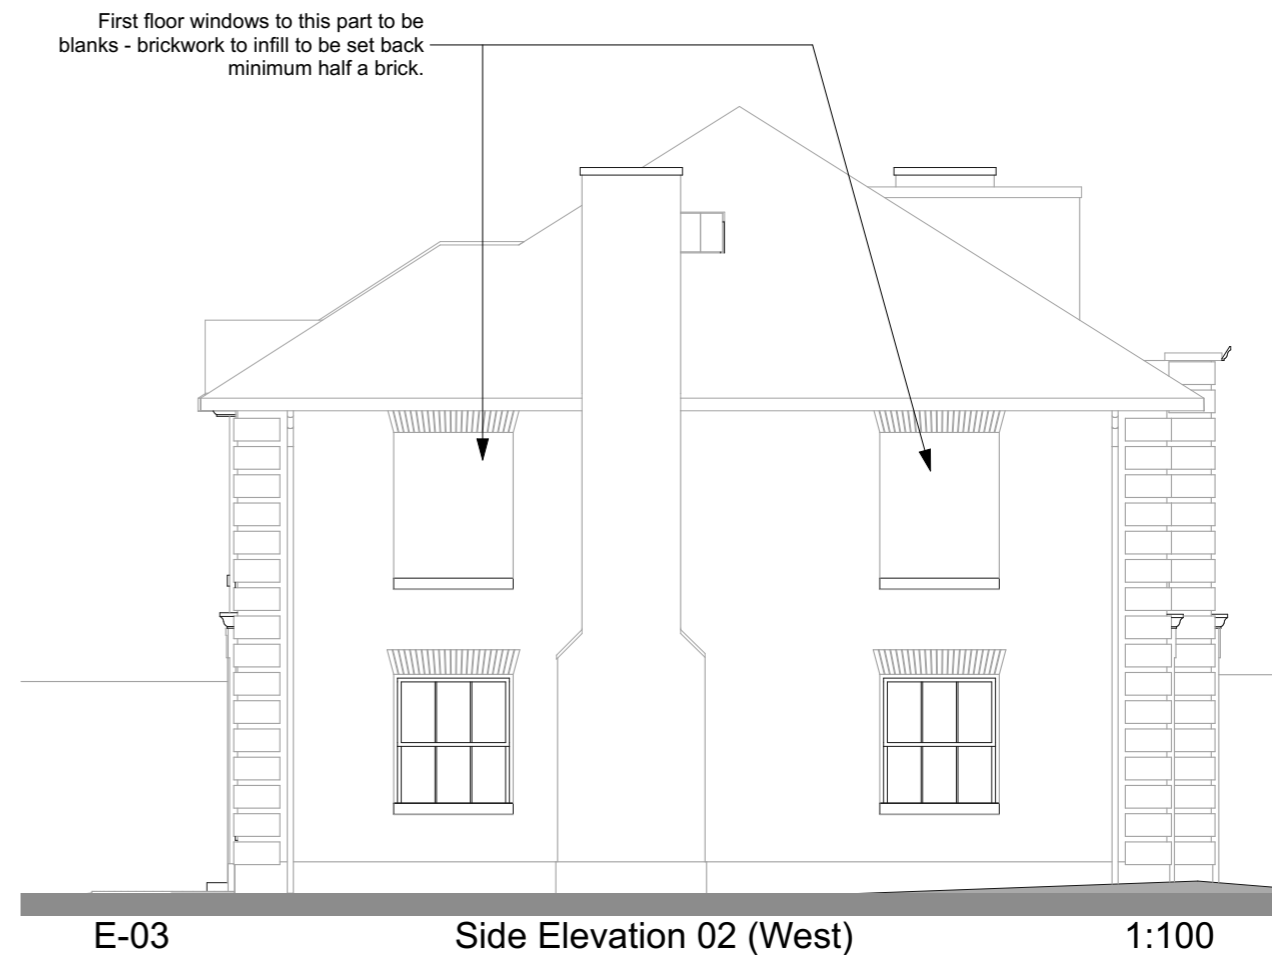 First floor windows to this part to be
blanks - brickwork to infill to be set back
minimum half a brick.
E-03 Side Elevation 02 (West) 1:100